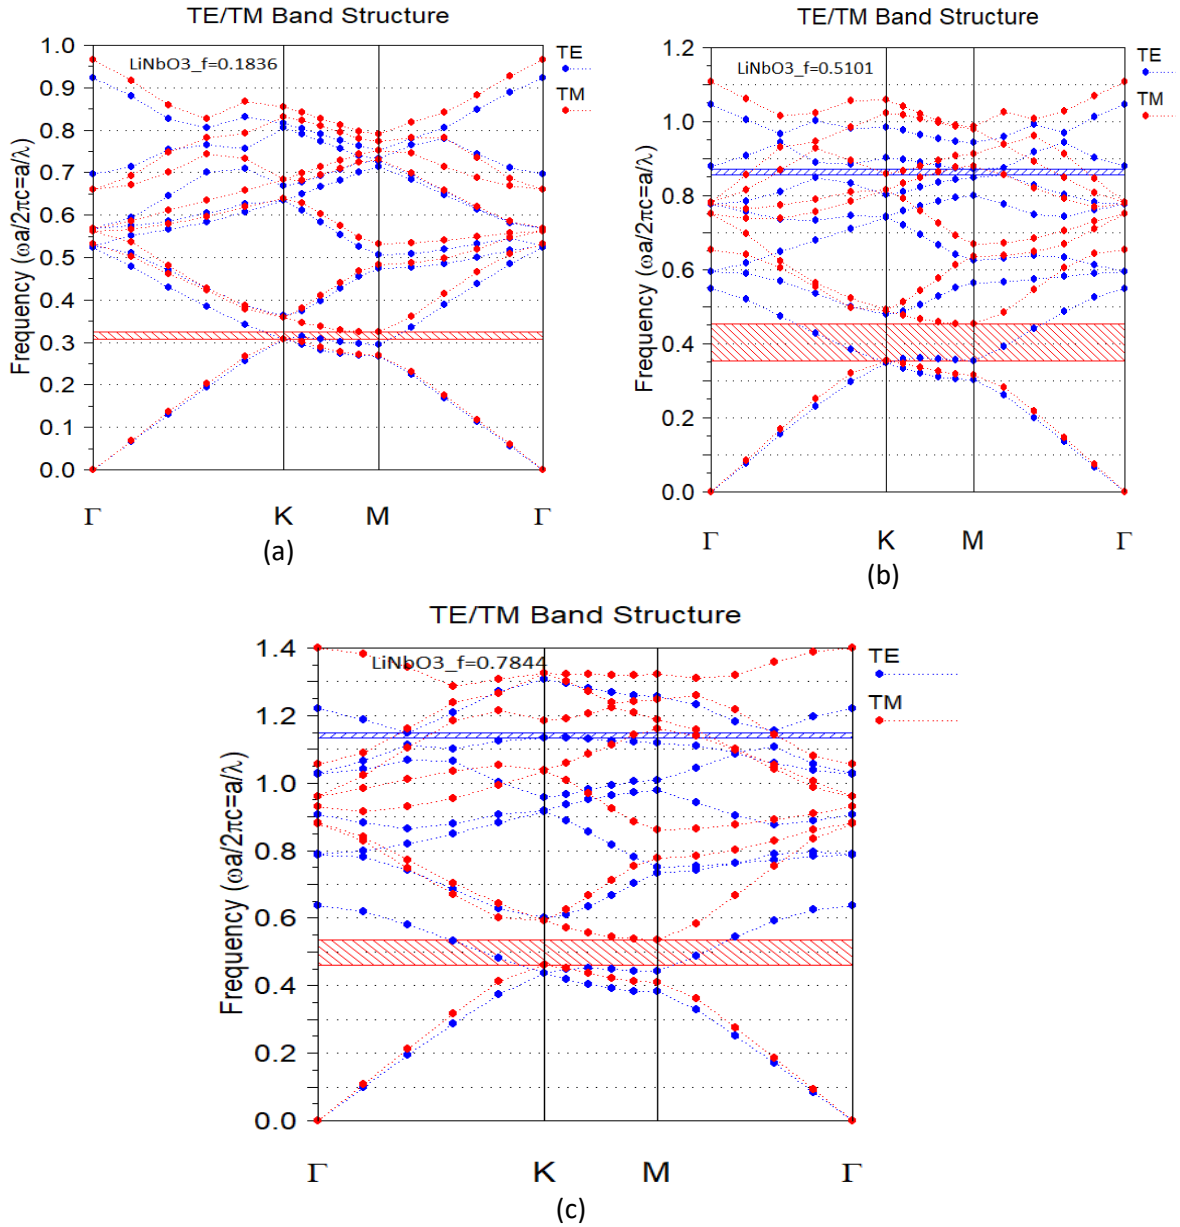 TE/TM Band Structure
LiNbO3_f=0.1836
TE
TM
Frequency (ωa/2πc=a/λ)
1.0
0.9
0.8
0.7
0.6
0.5
0.4
0.3
0.2
0.1
0.0
Γ K M Γ
(a)
TE/TM Band Structure
LiNbO3_f=0.5101
TE
TM
Frequency (ωa/2πc=a/λ)
1.2
1.0
0.8
0.6
0.4
0.2
0.0
Γ K M Γ
(b)
TE/TM Band Structure
LiNbO3_f=0.7844
TE
TM
Frequency (ωa/2πc=a/λ)
1.4
1.2
1.0
0.8
0.6
0.4
0.2
0.0
Γ K M Γ
(c)